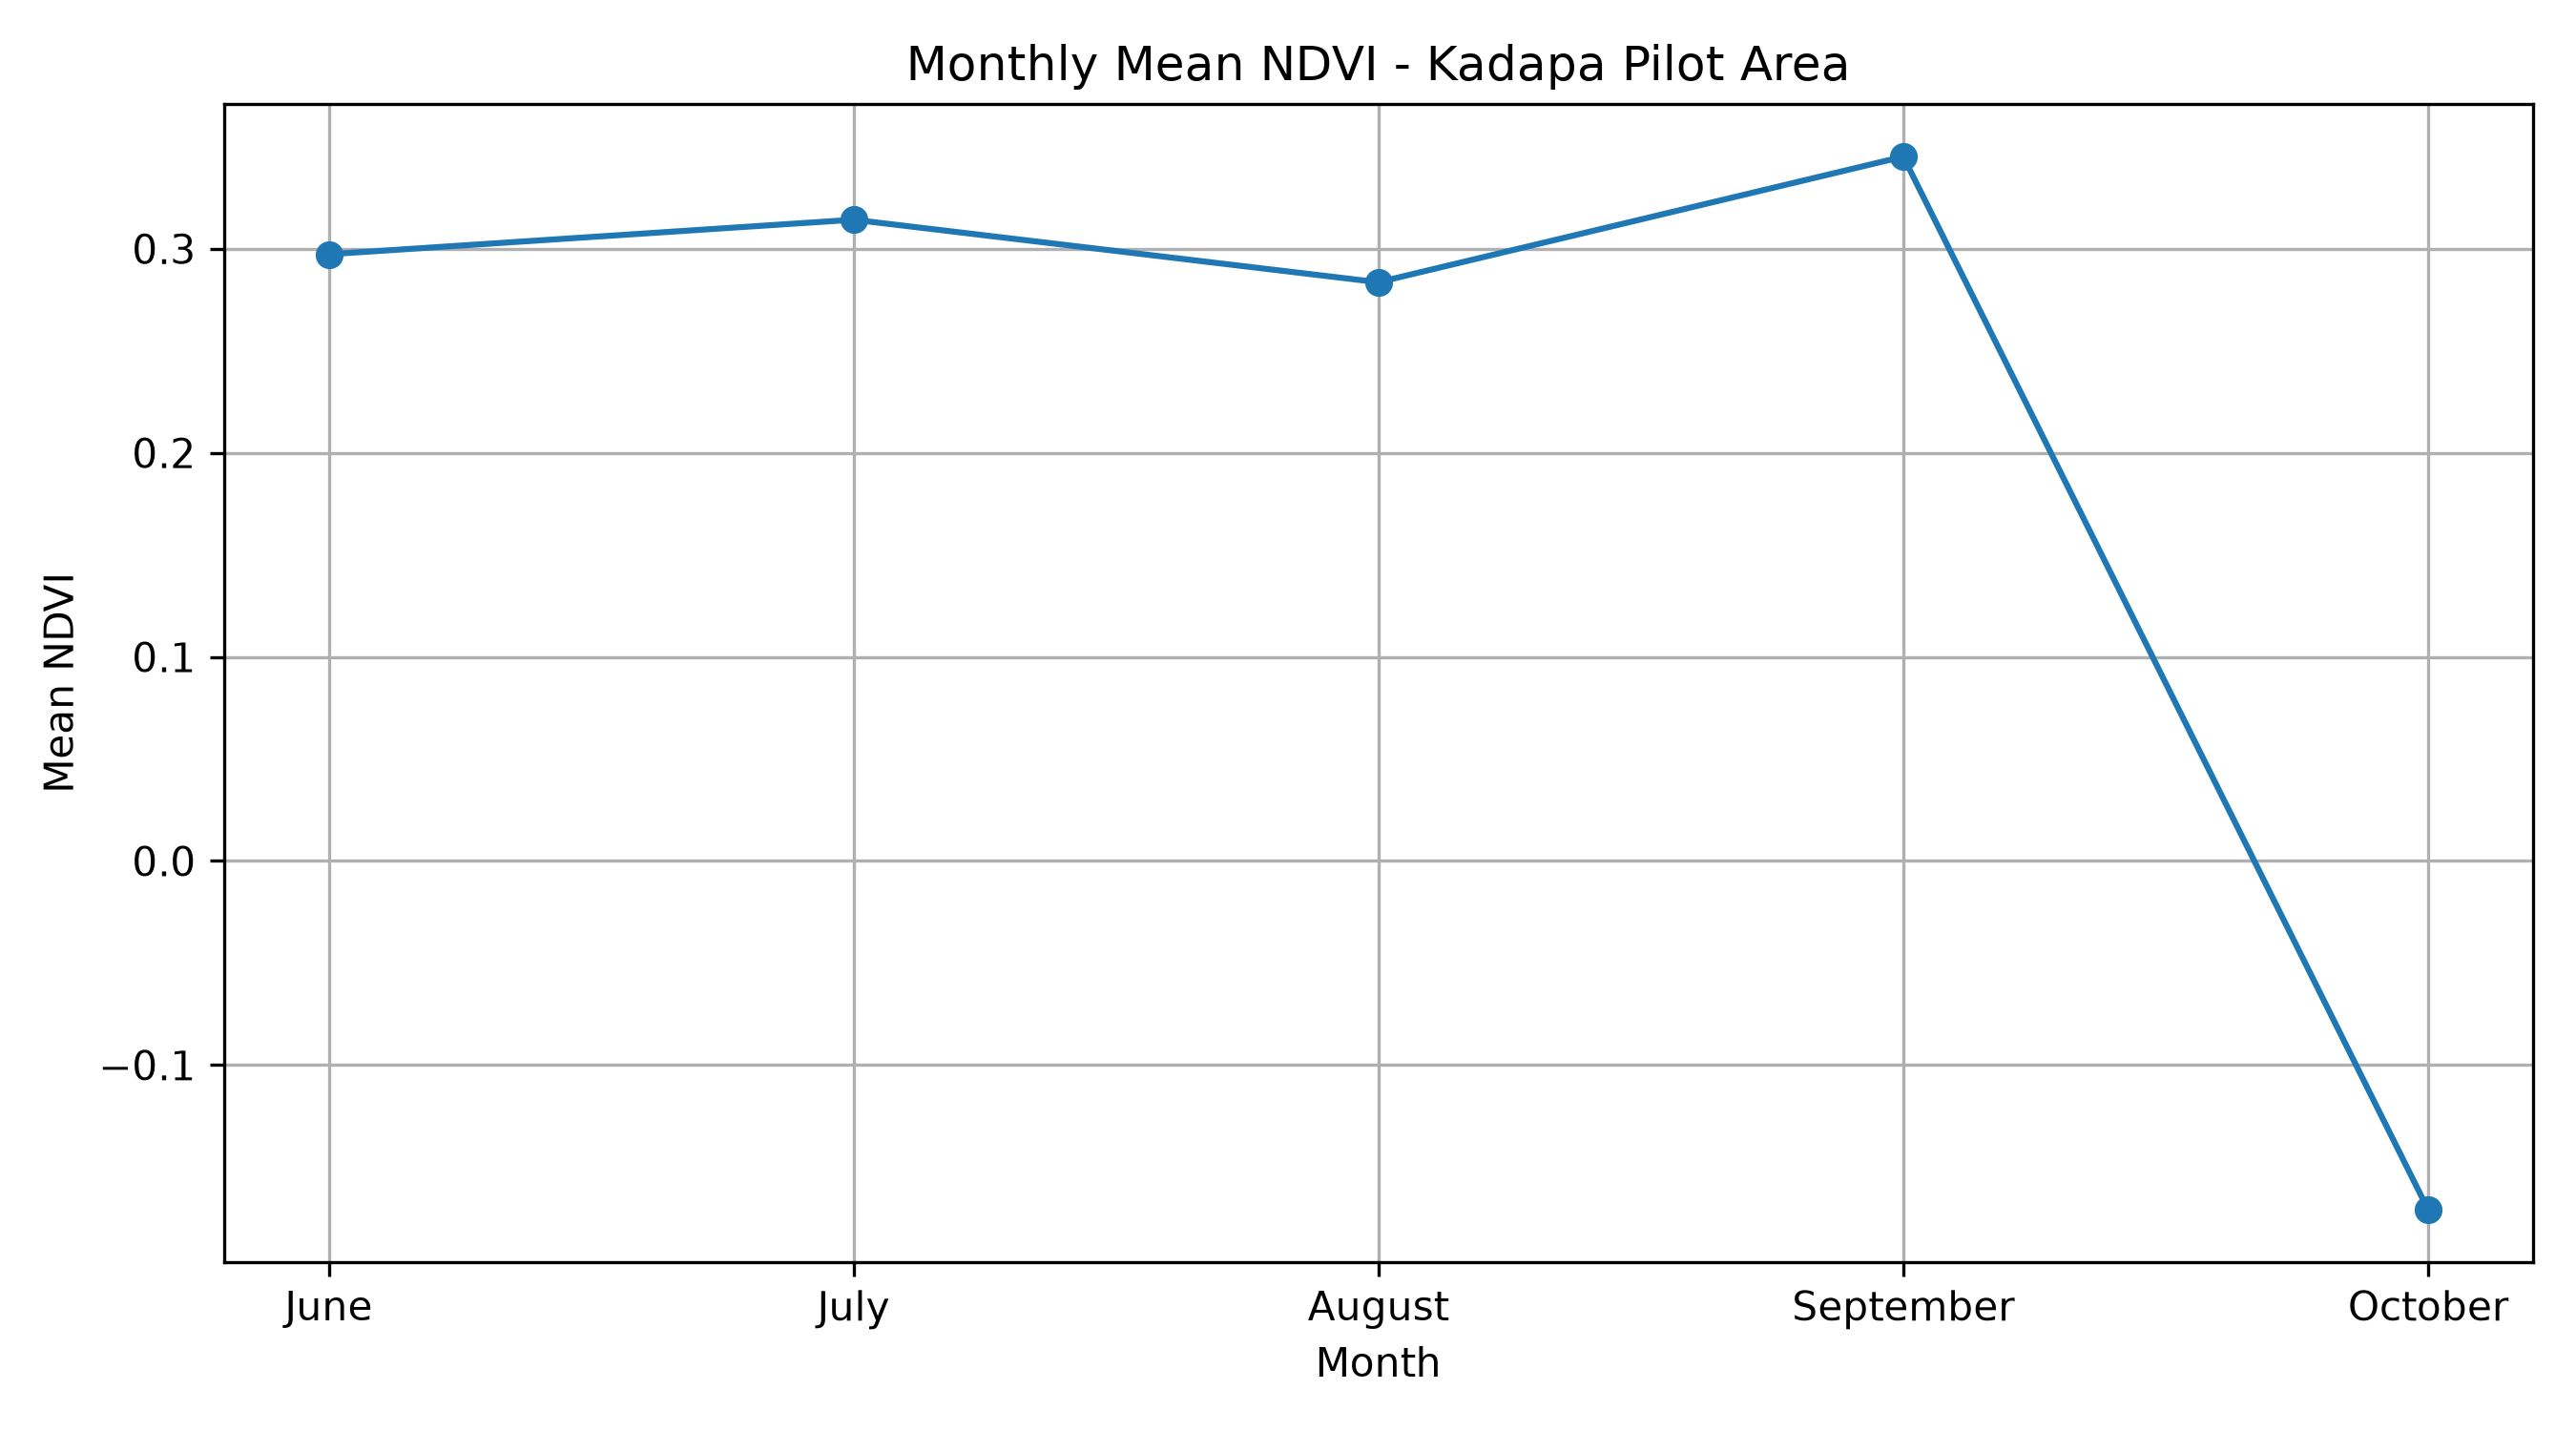 Monthly Mean NDVI - Kadapa Pilot Area
Mean NDVI
0.3
0.2
0.1
0.0
−0.1
June July August September October
Month